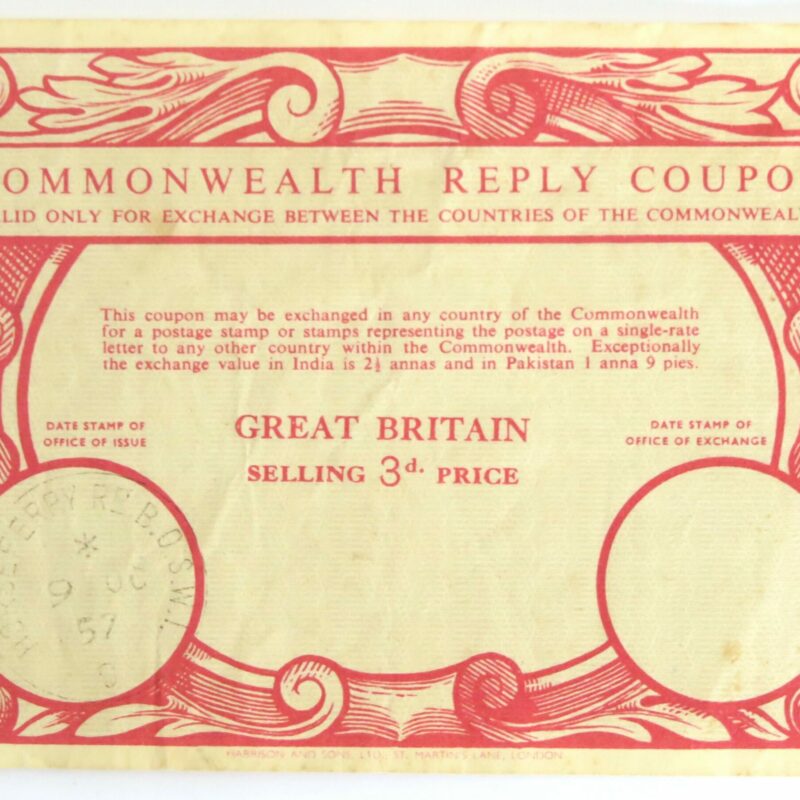 OMMONWEALTH REPLY COUPO
LID ONLY FOR EXCHANGE BETWEEN THE COUNTRIES OF THE COMMONWEAL
This coupon may be exchanged in any country of the Commonwealth
for a postage stamp or stamps representing the postage on a single-rate
letter to any other country within the Commonwealth. Exceptionally
the exchange value in India is 2½ annas and in Pakistan 1 anna 9 pies.
DATE STAMP OF
OFFICE OF ISSUE
GREAT BRITAIN
SELLING 3d. PRICE
DATE STAMP OF
OFFICE OF EXCHANGE
RD B.O.S.W.1.
*
9 OC
57
HARRISON AND SONS, LTD., ST. MARTIN'S LANE, LONDON